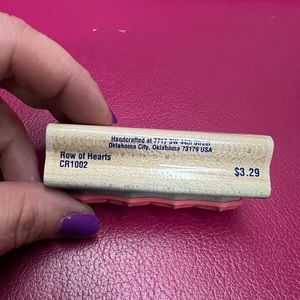 Handcrafted at 7717 SW 44th Street
Oklahoma City, Oklahoma 73179 USA
Row of Hearts
CR1002
$3.29